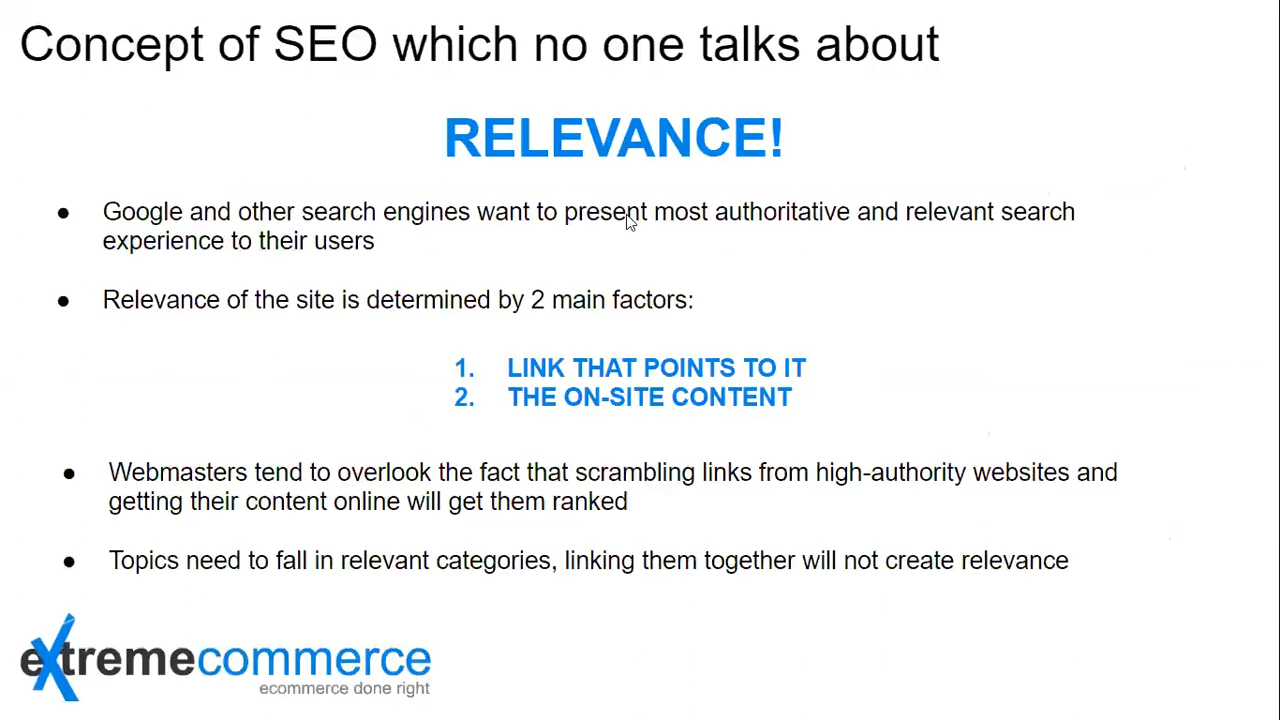 Concept of SEO which no one talks about
RELEVANCE!
● Google and other search engines want to present most authoritative and relevant search
experience to their users
● Relevance of the site is determined by 2 main factors:
1. LINK THAT POINTS TO IT
2. THE ON-SITE CONTENT
● Webmasters tend to overlook the fact that scrambling links from high-authority websites and
getting their content online will get them ranked
● Topics need to fall in relevant categories, linking them together will not create relevance
extremecommerce
ecommerce done right